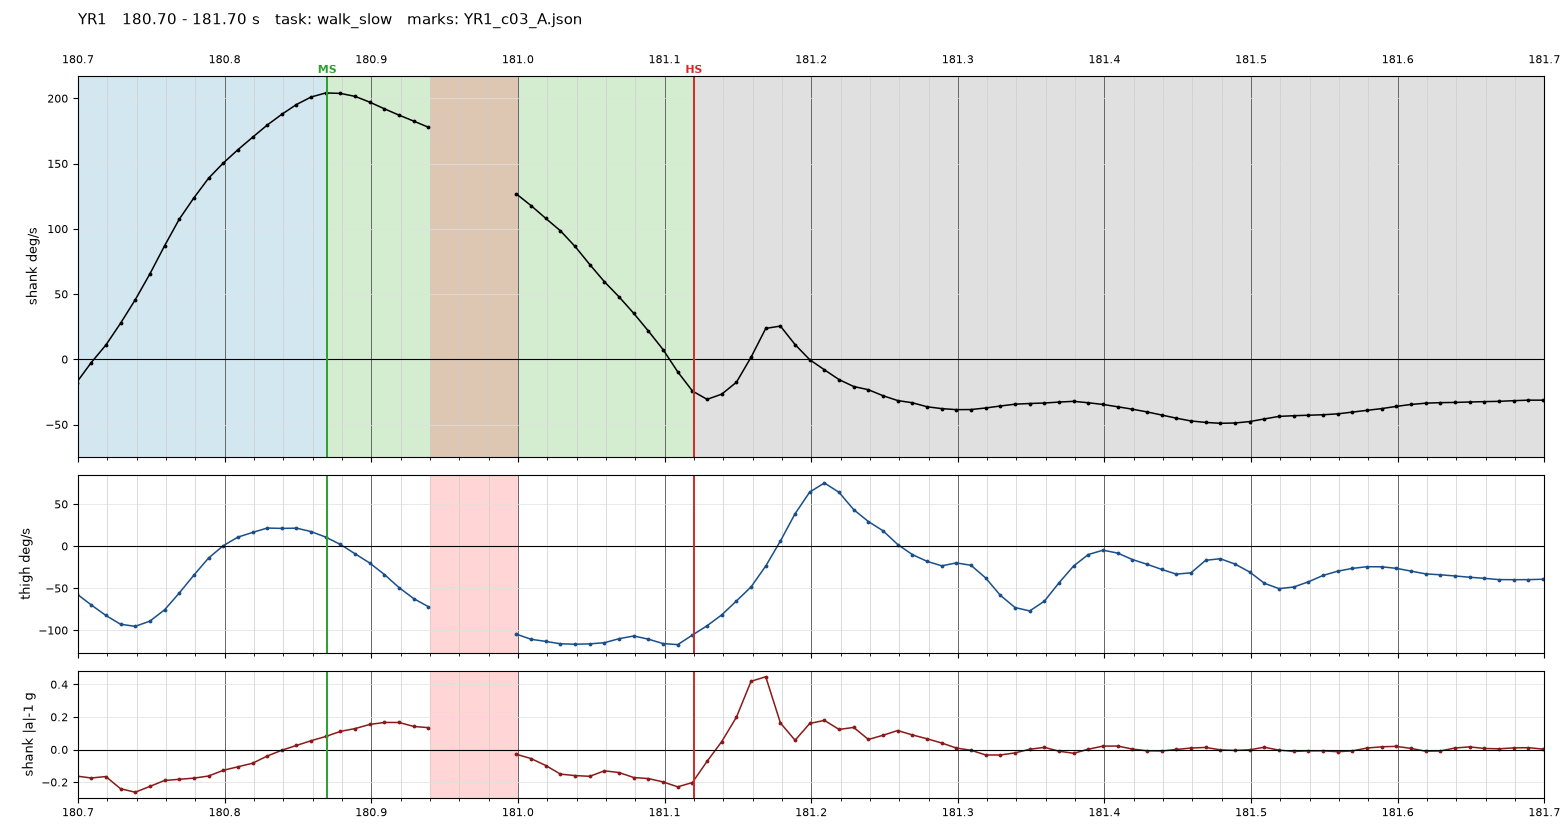 YR1   180.70 - 181.70 s   task: walk_slow   marks: YR1_c03_A.json
180.7 180.8 180.9 181.0 181.1 181.2 181.3 181.4 181.5 181.6 181.7
MS HS
200
150
100
50
0
−50
shank deg/s
50
0
−50
−100
thigh deg/s
0.4
0.2
0.0
−0.2
shank |a|-1 g
180.7 180.8 180.9 181.0 181.1 181.2 181.3 181.4 181.5 181.6 181.7